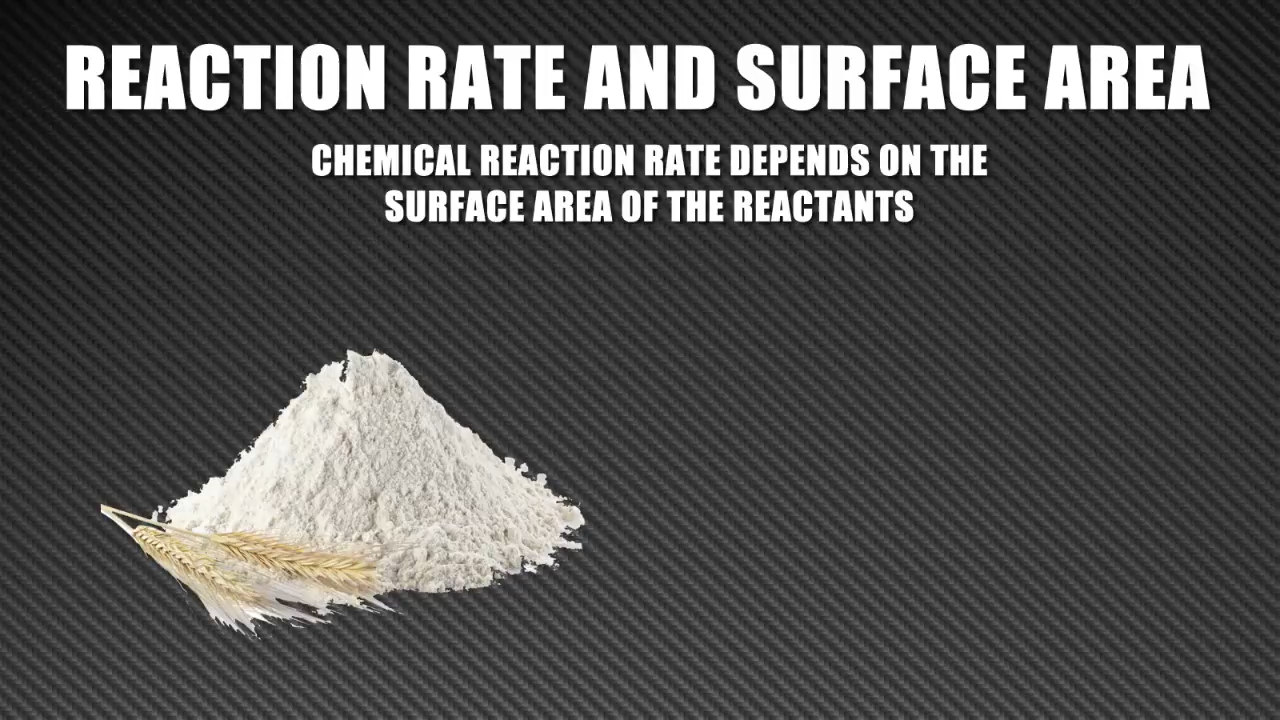 REACTION RATE AND SURFACE AREA
CHEMICAL REACTION RATE DEPENDS ON THE
SURFACE AREA OF THE REACTANTS